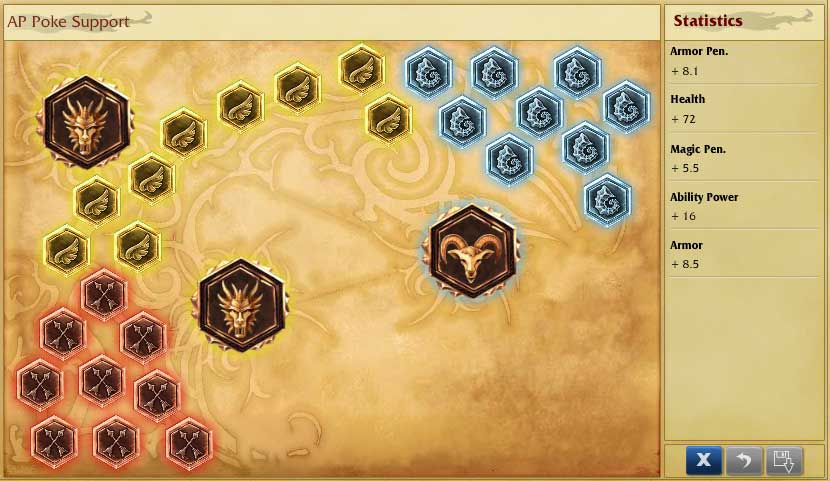 AP Poke Support
Statistics
Armor Pen.
+ 8.1
Health
+ 72
Magic Pen.
+ 5.5
Ability Power
+ 16
Armor
+ 8.5
X